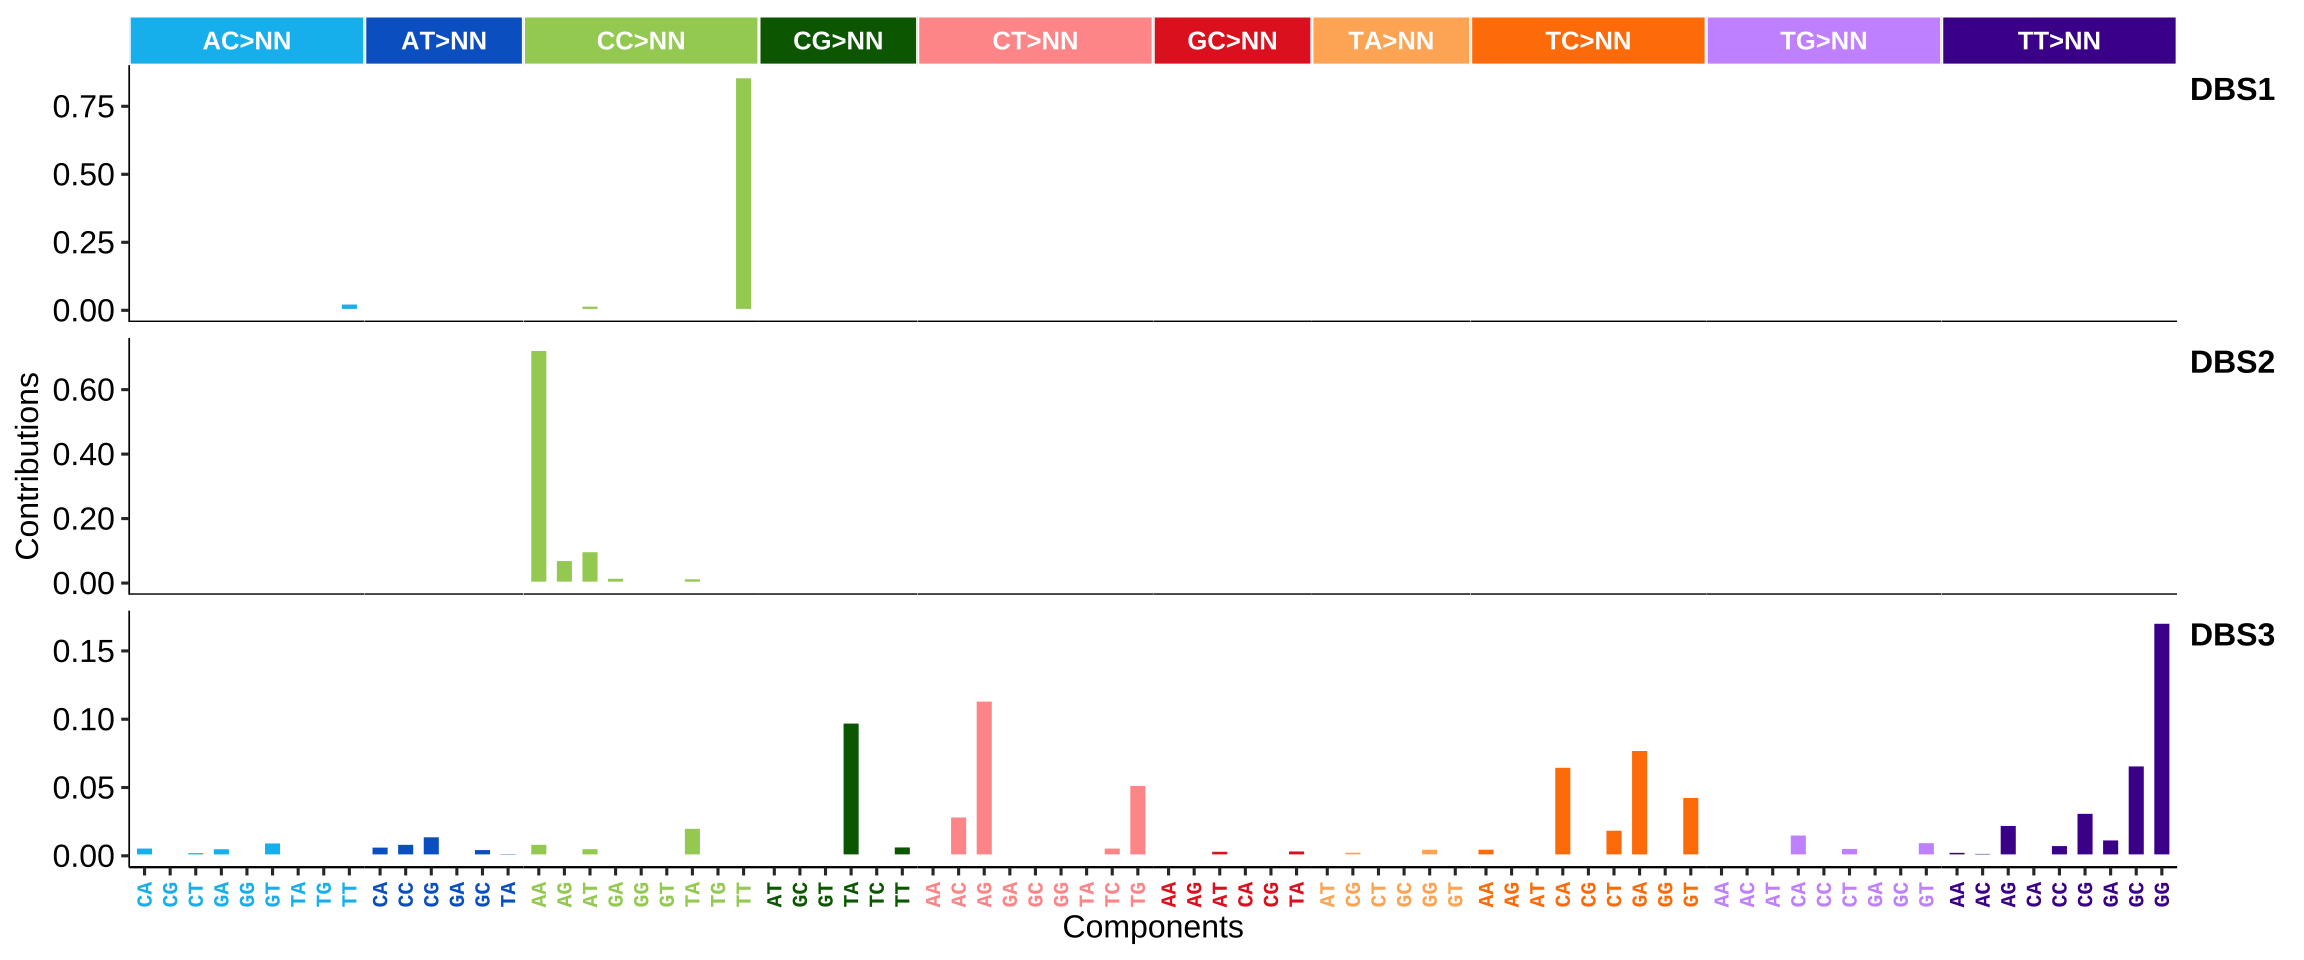 AC>NN AT>NN CC>NN CG>NN CT>NN GC>NN TA>NN TC>NN TG>NN TT>NN
DBS1
0.75
0.50
0.25
0.00
DBS2
0.60
0.40
0.20
0.00
DBS3
0.15
0.10
0.05
0.00
Contributions
CA CG CT GA GG GT TA TG TT CA CC CG GA GC TA AA AG AT GA GG GT TA TG TT AT GC GT TA TC TT AA AC AG GA GC GG TA TC TG AA AG AT CA CG TA AT CG CT GC GG GT AA AG AT CA CG CT GA GG GT AA AC AT CA CC CT GA GC GT AA AC AG CA CC CG GA GC GG
Components